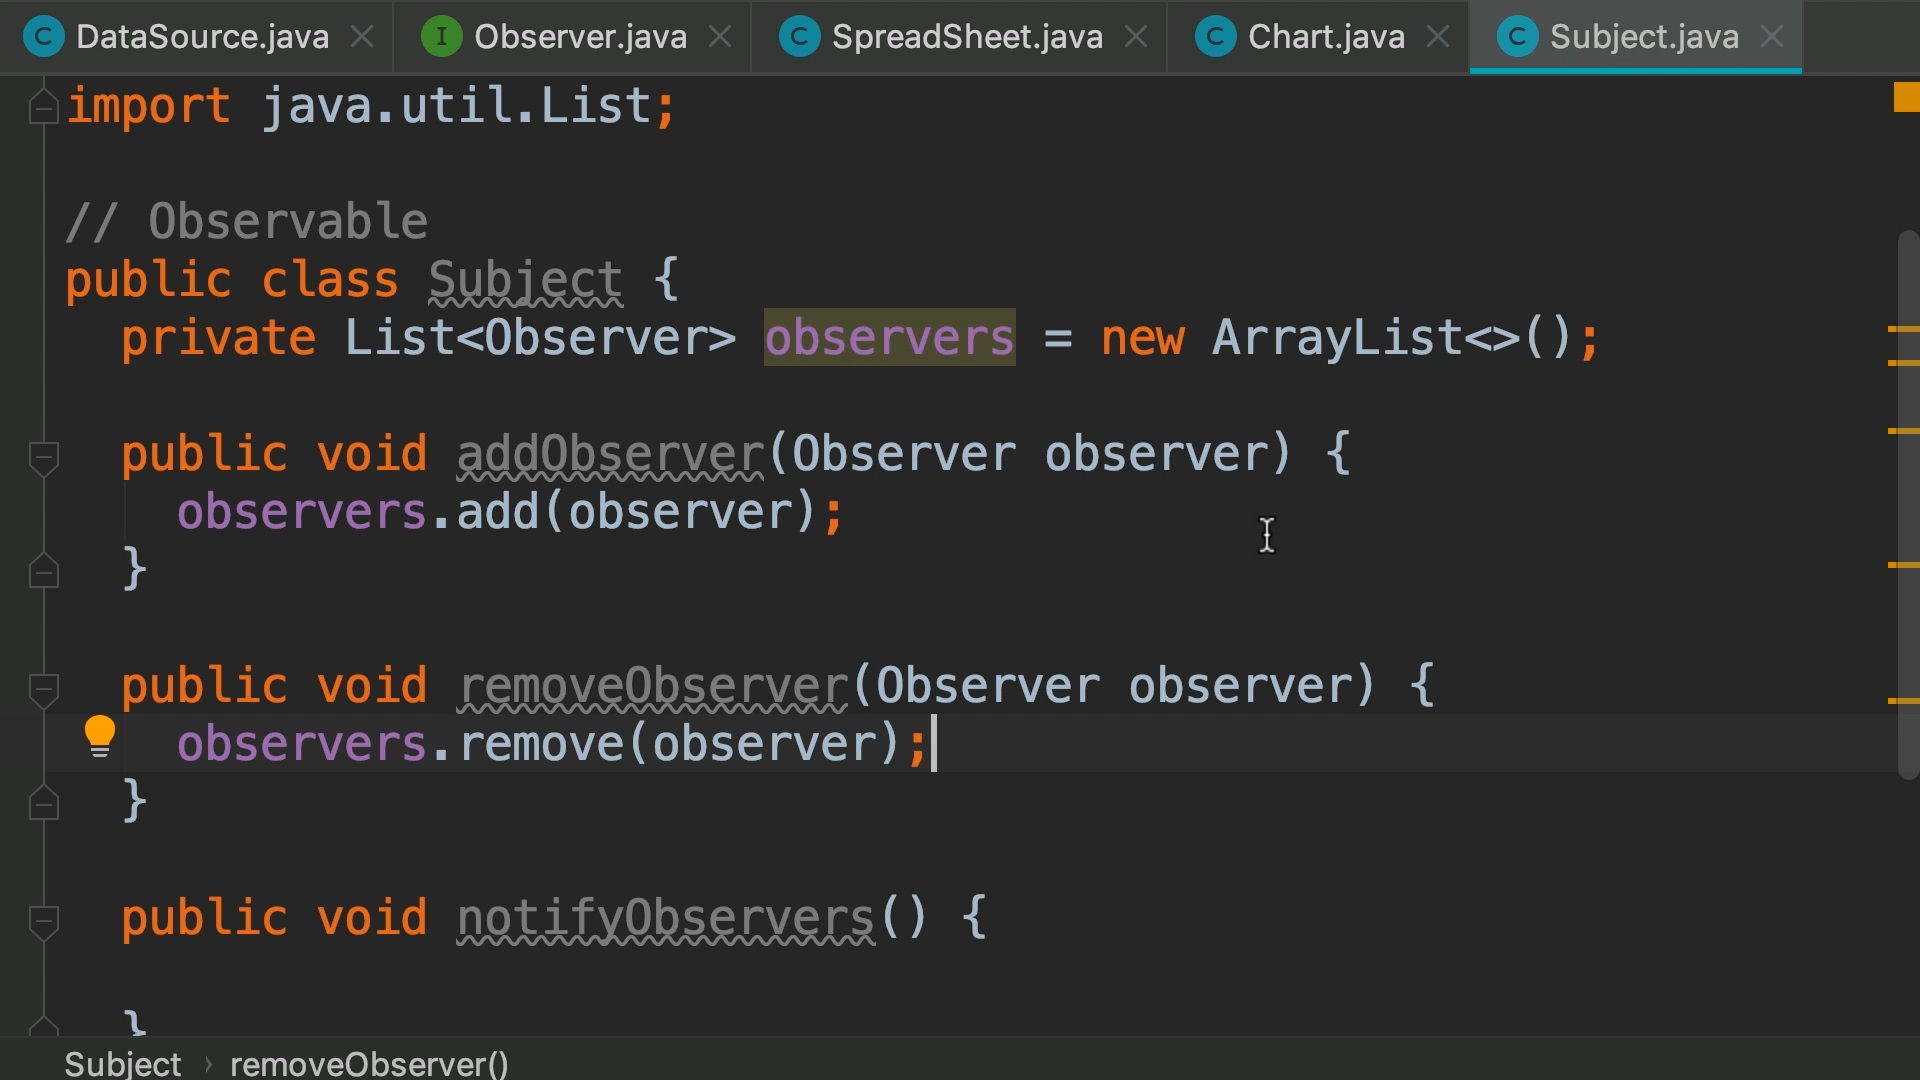 DataSource.java Observer.java SpreadSheet.java Chart.java Subject.java
import java.util.List;
// Observable
public class Subject {
private List<Observer> observers = new ArrayList<>();
public void addObserver(Observer observer) {
observers.add(observer);
}
public void removeObserver(Observer observer) {
observers.remove(observer);
}
public void notifyObservers() {
}
Subject › removeObserver()